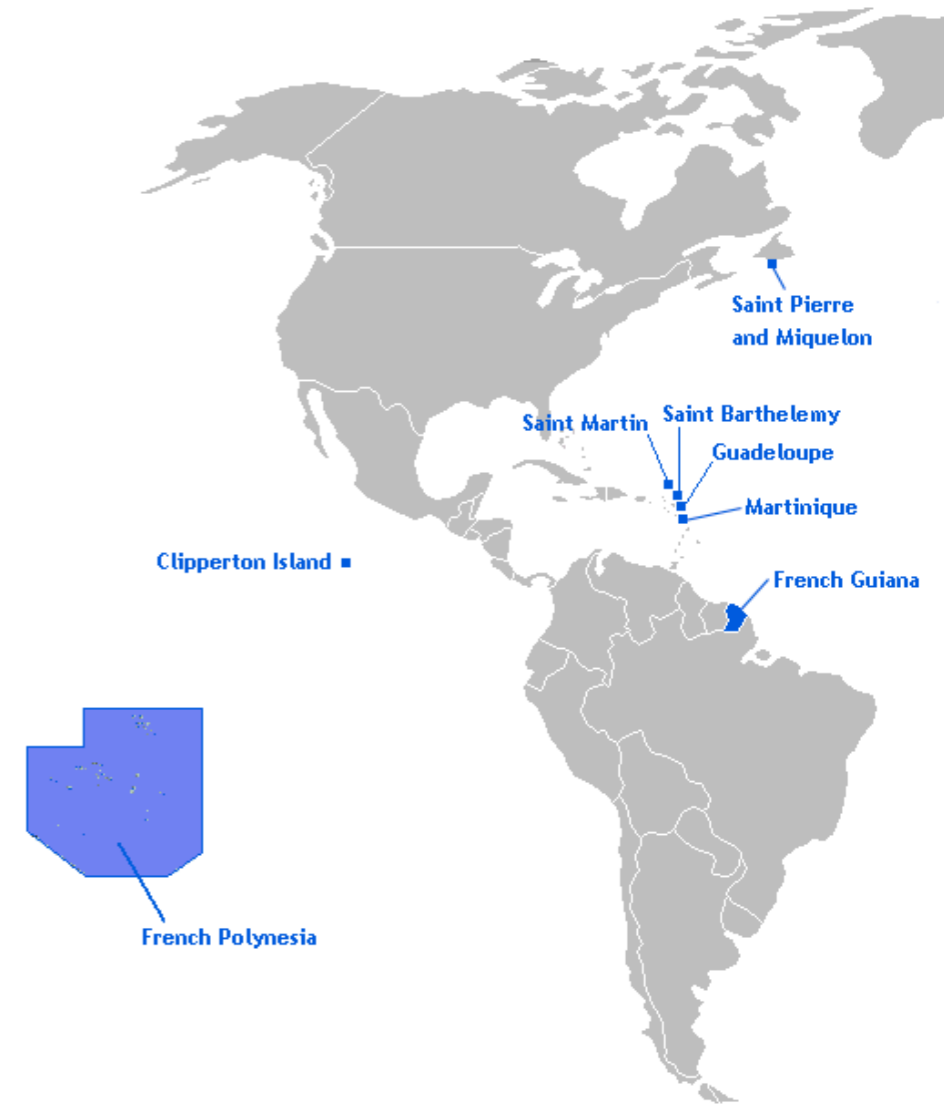 Saint Pierre
and Miquelon
Saint Barthelemy
Saint Martin
Guadeloupe
Martinique
Clipperton Island
French Guiana
French Polynesia